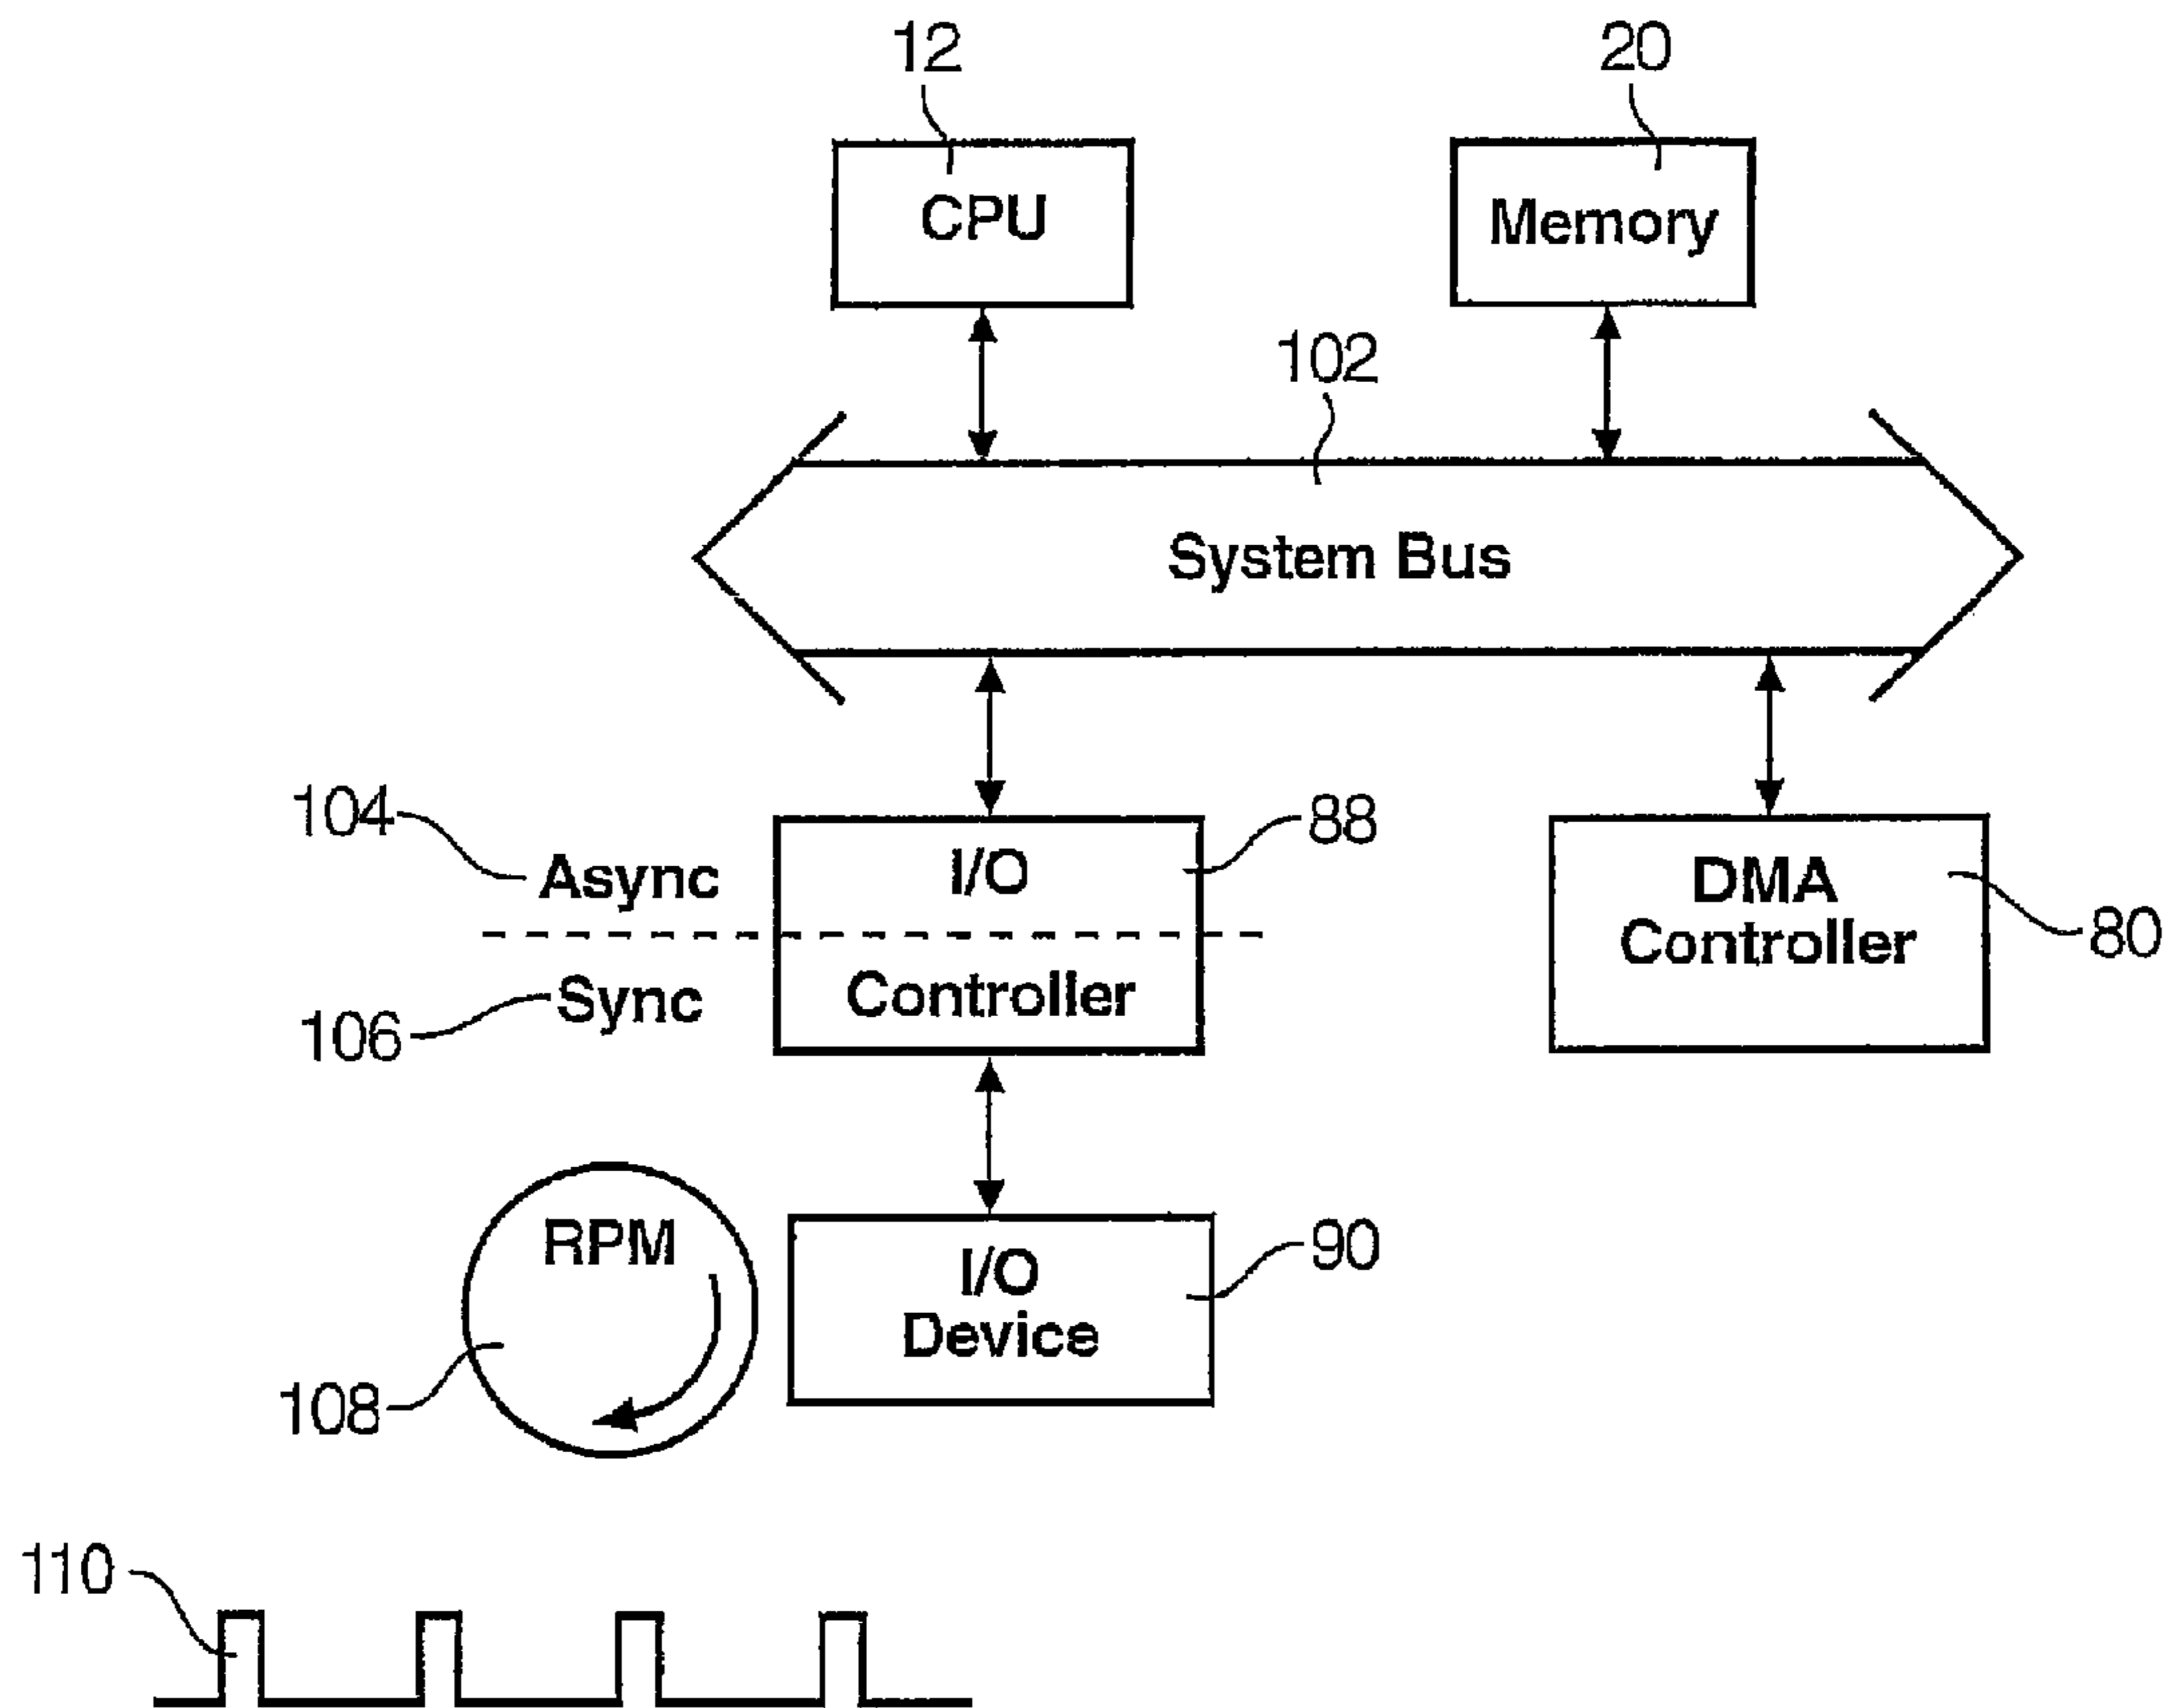 12
20
CPU
Memory
102
System Bus
104
Async
I/O
88
DMA
Controller
80
Sync
Controller
106
RPM
I/O
Device
90
108
110